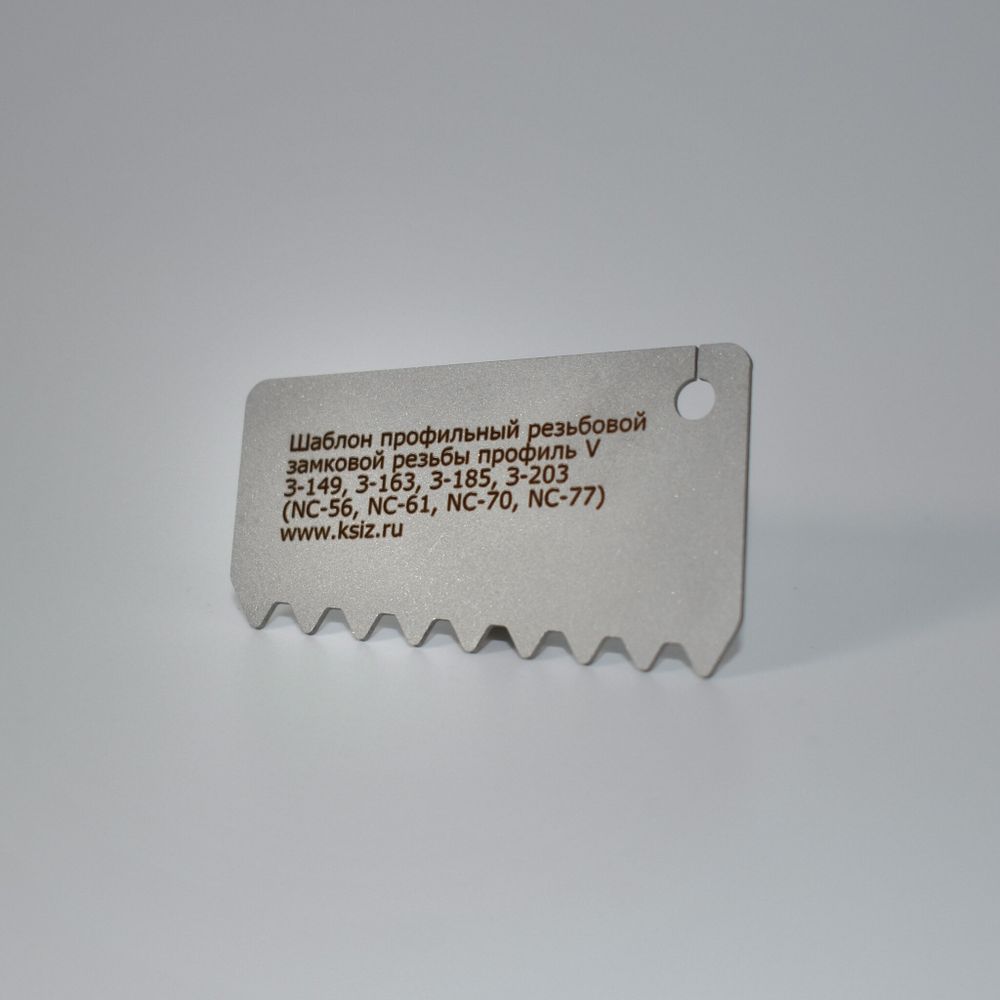 Шаблон профильный резьбовой
замковой резьбы профиль V
З-149, З-163, З-185, З-203
(NC-56, NC-61, NC-70, NC-77)
www.ksiz.ru